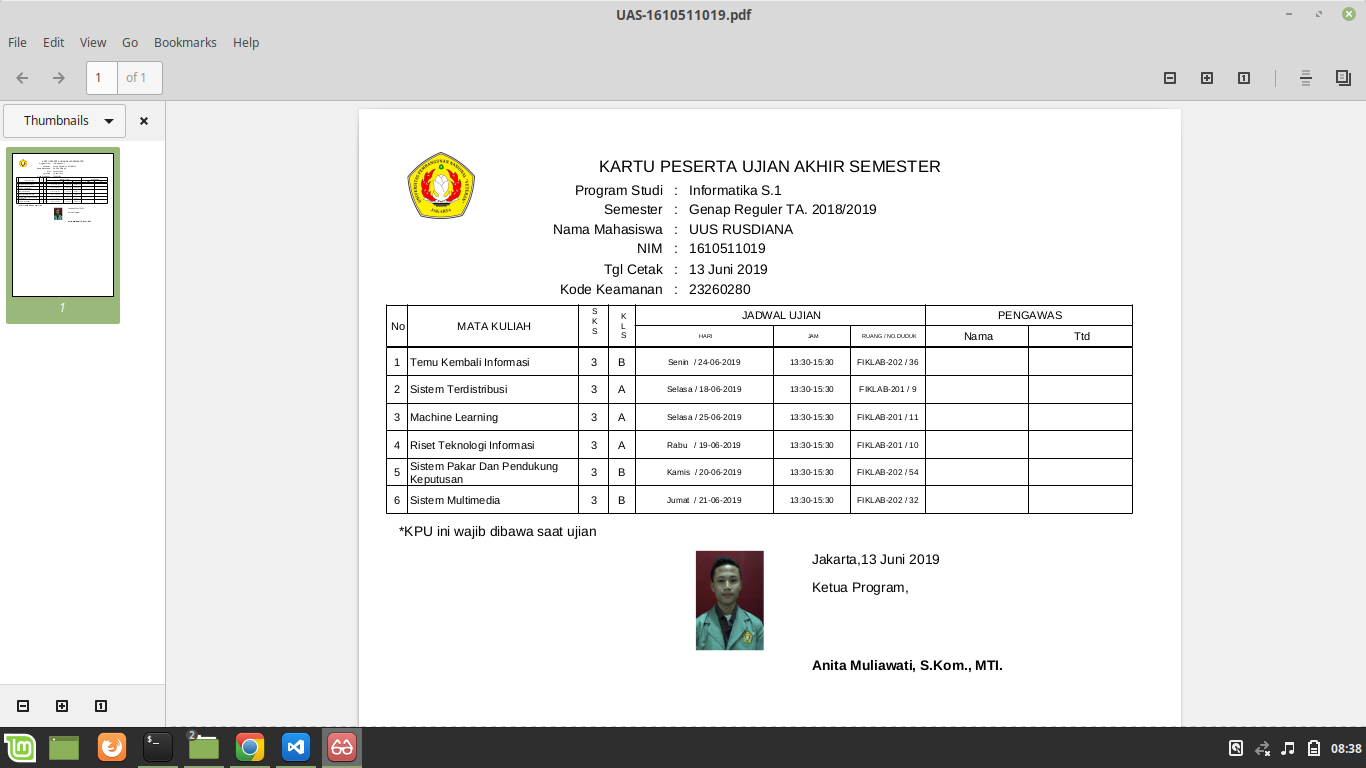 UAS-1610511019.pdf
File Edit View Go Bookmarks Help
1 of 1
Thumbnails
1
KARTU PESERTA UJIAN AKHIR SEMESTER
Program Studi : Informatika S.1
Semester : Genap Reguler TA. 2018/2019
Nama Mahasiswa : UUS RUSDIANA
NIM : 1610511019
Tgl Cetak : 13 Juni 2019
Kode Keamanan : 23260280
No MATA KULIAH SKS KLS JADWAL UJIAN PENGAWAS
HARI JAM RUANG / NO.DUDUK Nama Ttd
1 Temu Kembali Informasi 3 B Senin / 24-06-2019 13:30-15:30 FIKLAB-202 / 36
2 Sistem Terdistribusi 3 A Selasa / 18-06-2019 13:30-15:30 FIKLAB-201 / 9
3 Machine Learning 3 A Selasa / 25-06-2019 13:30-15:30 FIKLAB-201 / 11
4 Riset Teknologi Informasi 3 A Rabu / 19-06-2019 13:30-15:30 FIKLAB-201 / 10
5 Sistem Pakar Dan Pendukung Keputusan 3 B Kamis / 20-06-2019 13:30-15:30 FIKLAB-202 / 54
6 Sistem Multimedia 3 B Jumat / 21-06-2019 13:30-15:30 FIKLAB-202 / 32
*KPU ini wajib dibawa saat ujian
Jakarta,13 Juni 2019
Ketua Program,
Anita Muliawati, S.Kom., MTI.
2
08:38